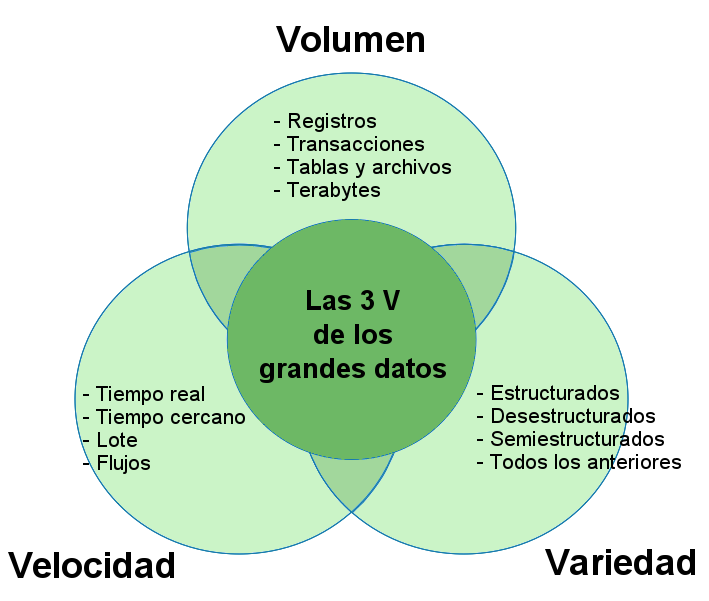 Volumen
- Registros
- Transacciones
- Tablas y archivos
- Terabytes
Las 3 V
de los
grandes datos
- Tiempo real
- Tiempo cercano
- Lote
- Flujos
- Estructurados
- Desestructurados
- Semiestructurados
- Todos los anteriores
Velocidad
Variedad